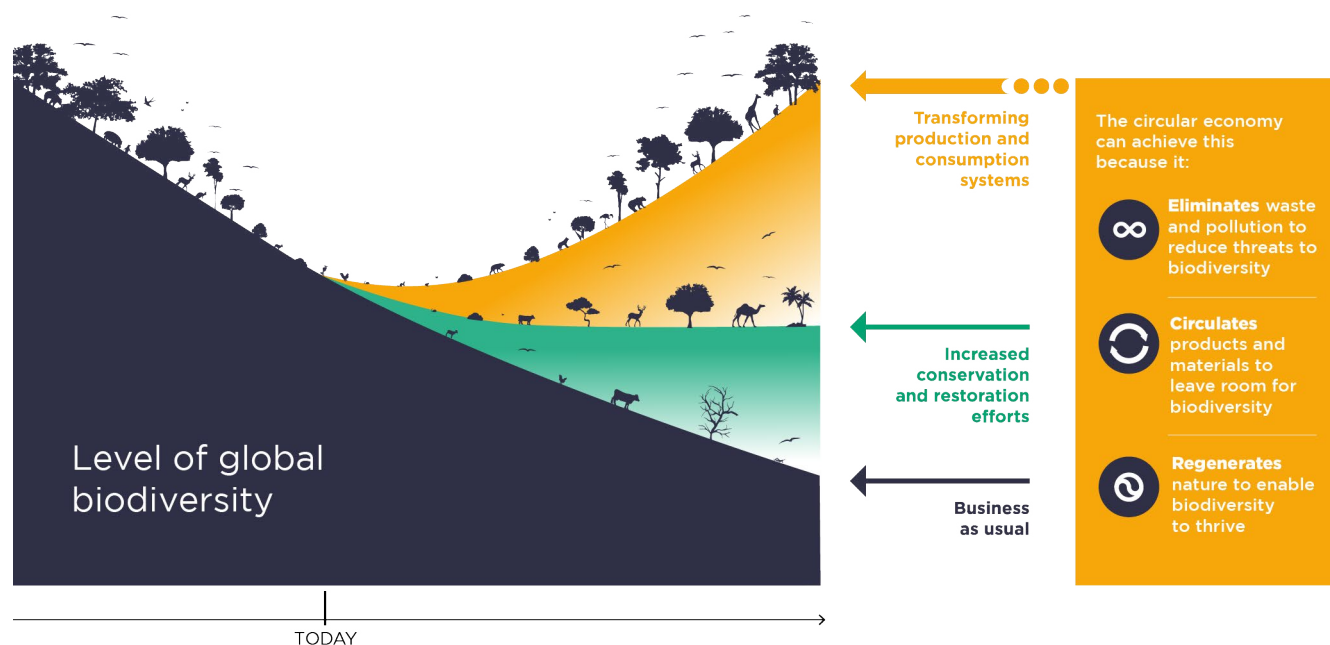 Level of global
biodiversity
TODAY
Transforming
production and
consumption
systems
Increased
conservation
and restoration
efforts
Business
as usual
The circular economy
can achieve this
because it:
Eliminates waste
and pollution to
reduce threats to
biodiversity
Circulates
products and
materials to
leave room for
biodiversity
Regenerates
nature to enable
biodiversity
to thrive